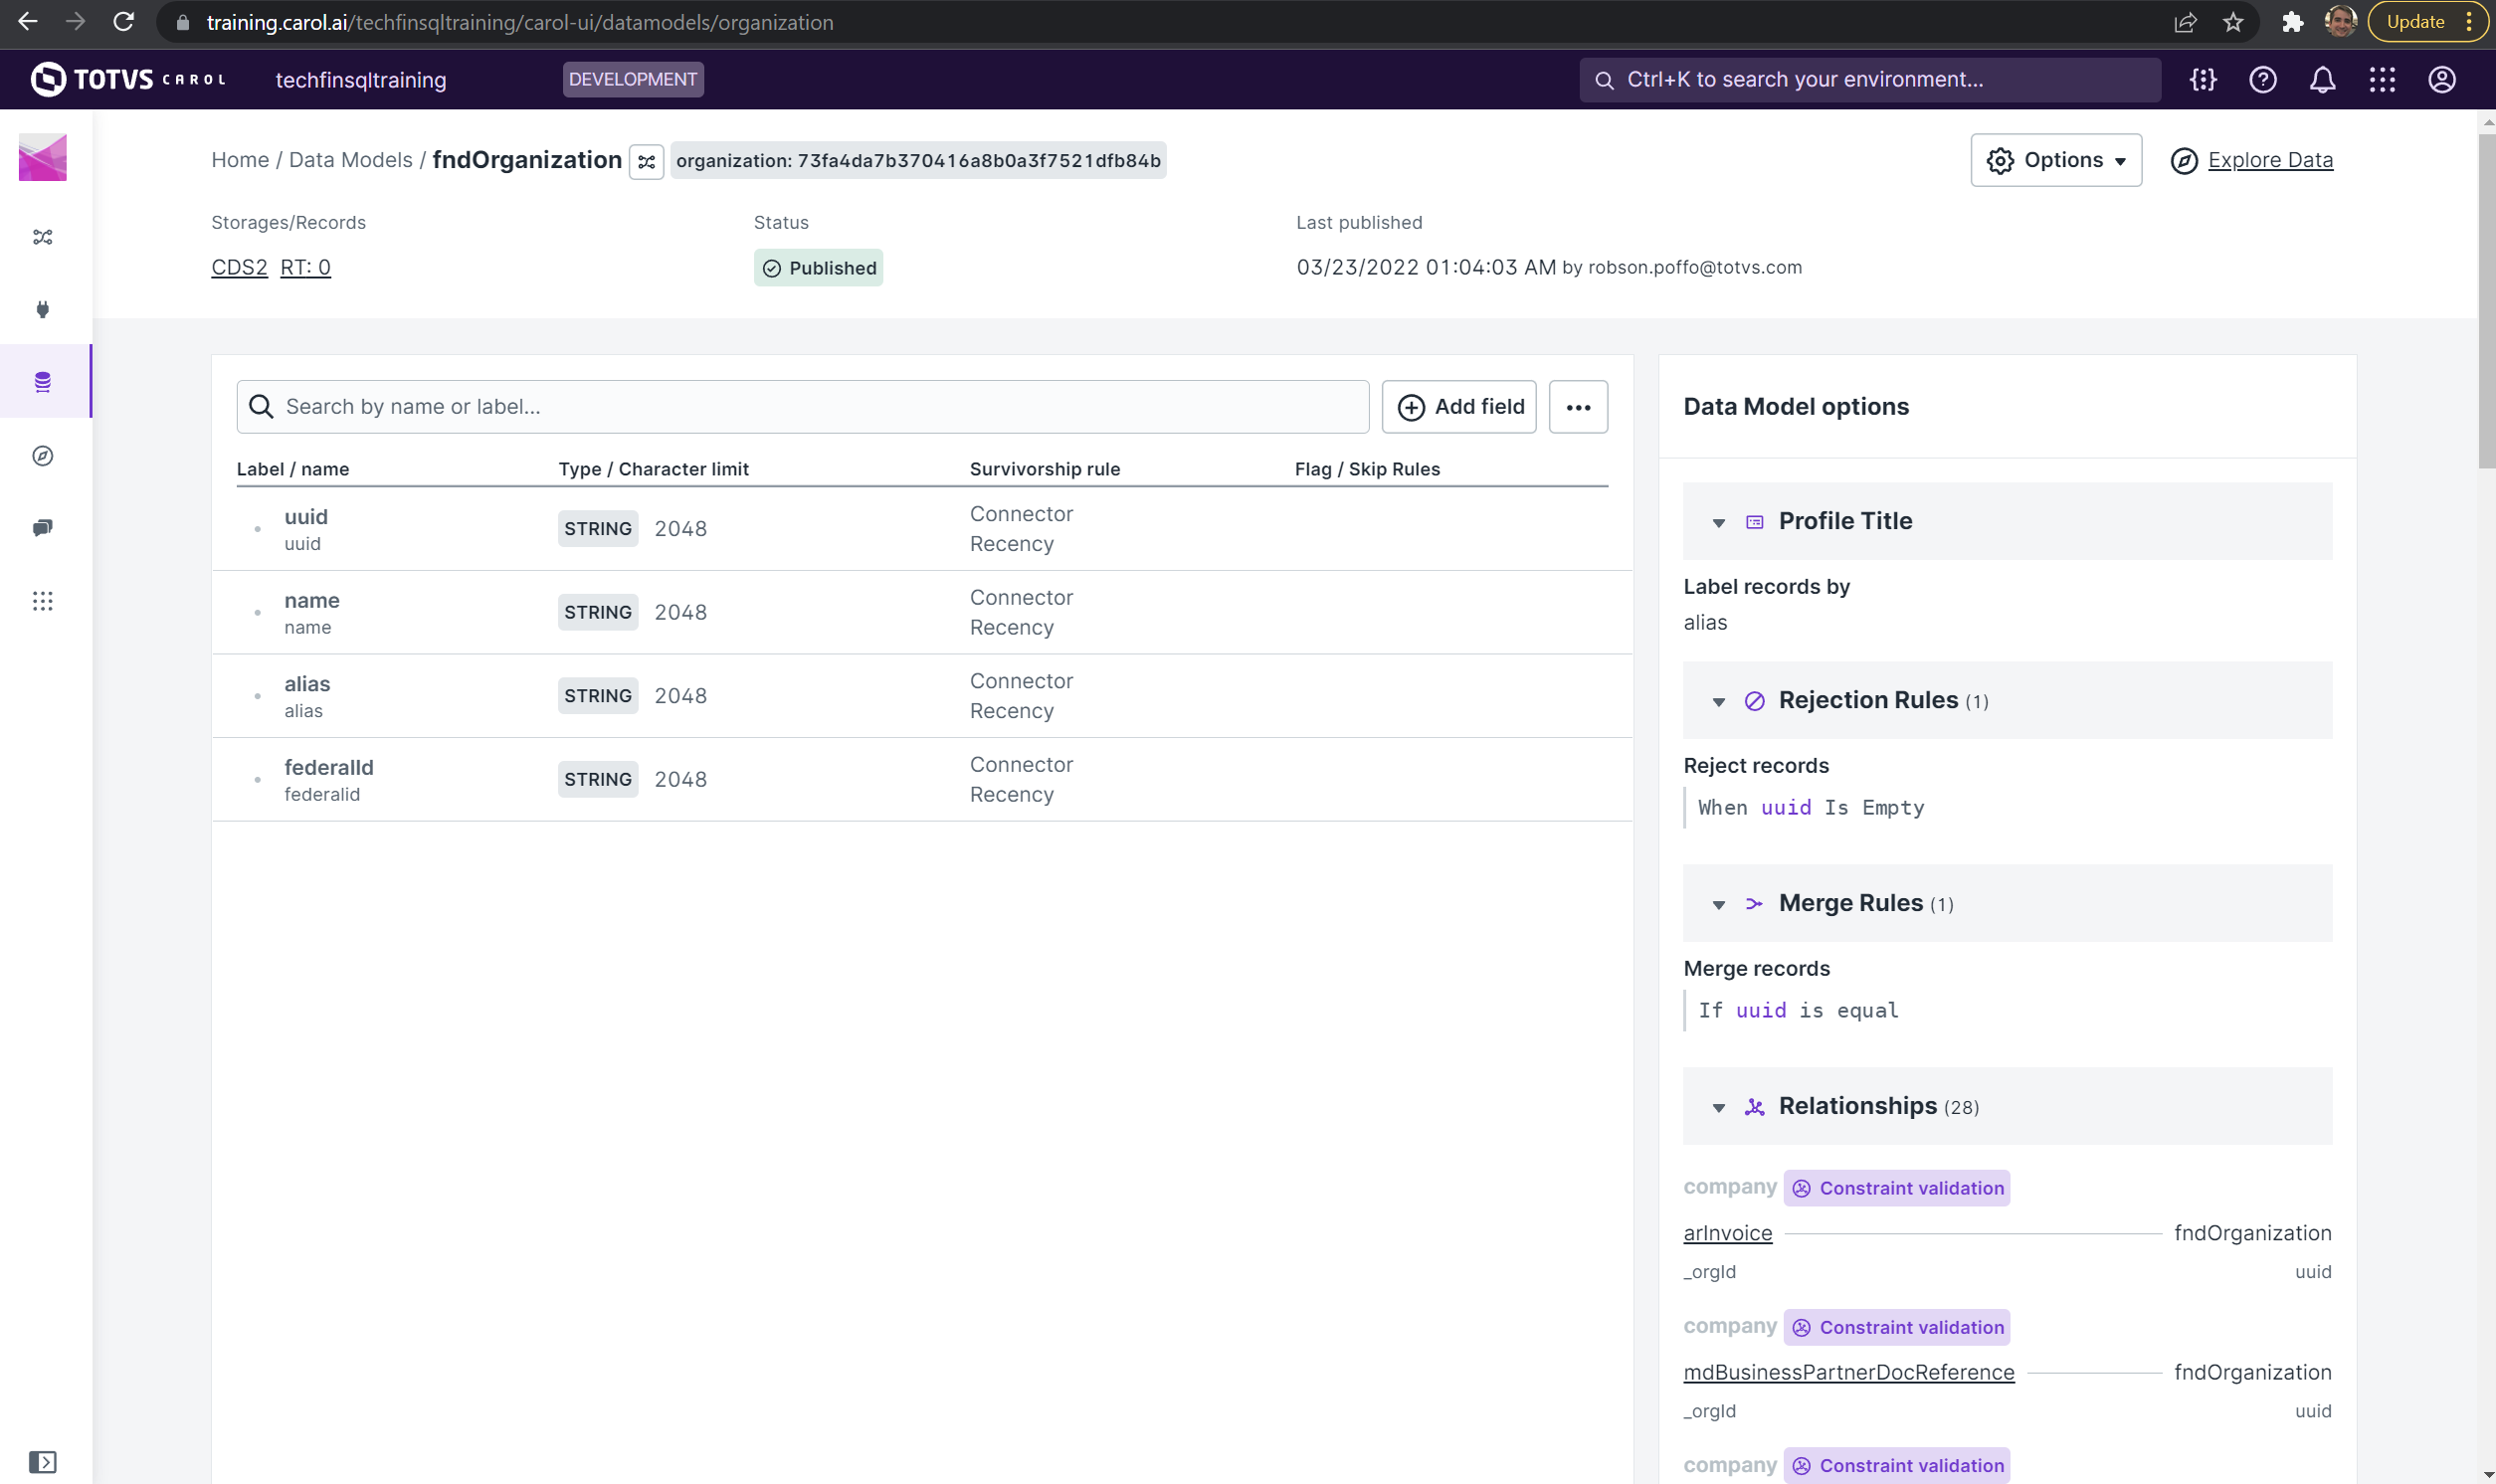 training.carol.ai/techfinsqltraining/carol-ui/datamodels/organization
Update
TOTVS CAROL
techfinsqltraining
DEVELOPMENT
Ctrl+K to search your environment...
Home / Data Models / fndOrganization
organization: 73fa4da7b370416a8b0a3f7521dfb84b
Options
Explore Data
Storages/Records
Status
Last published
CDS2 RT: 0
Published
03/23/2022 01:04:03 AM by robson.poffo@totvs.com
Search by name or label...
Add field
Label / name
Type / Character limit
Survivorship rule
Flag / Skip Rules
uuid
uuid
STRING 2048
Connector
Recency
name
name
STRING 2048
Connector
Recency
alias
alias
STRING 2048
Connector
Recency
federalId
federalid
STRING 2048
Connector
Recency
Data Model options
Profile Title
Label records by
alias
Rejection Rules (1)
Reject records
When uuid Is Empty
Merge Rules (1)
Merge records
If uuid is equal
Relationships (28)
company Constraint validation
arInvoice fndOrganization
_orgId uuid
company Constraint validation
mdBusinessPartnerDocReference fndOrganization
_orgId uuid
company Constraint validation